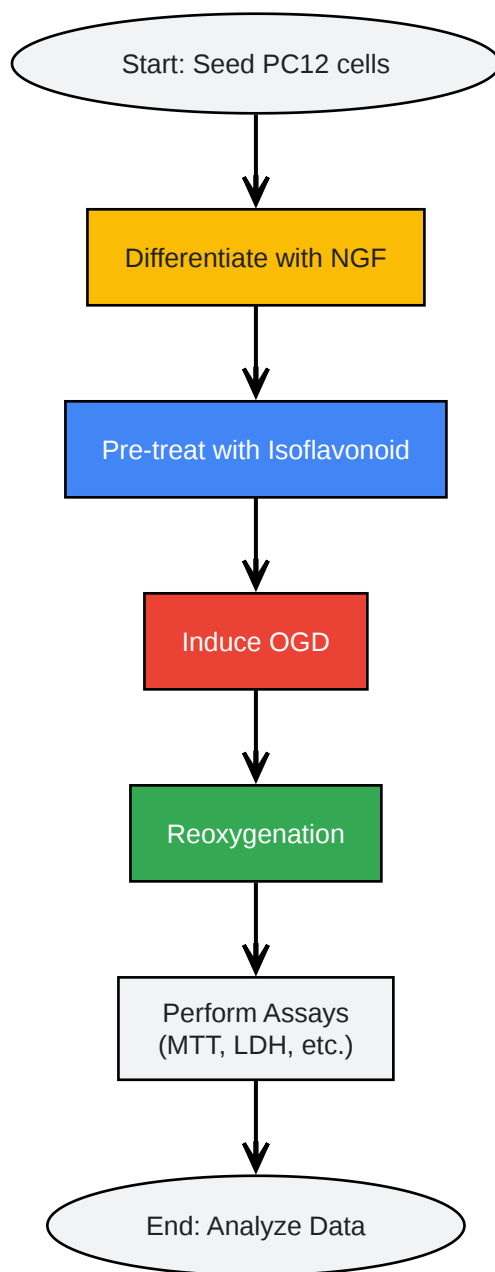 Start: Seed PC12 cells
Differentiate with NGF
Pre-treat with Isoflavonoid
Induce OGD
Reoxygenation
Perform Assays
(MTT, LDH, etc.)
End: Analyze Data